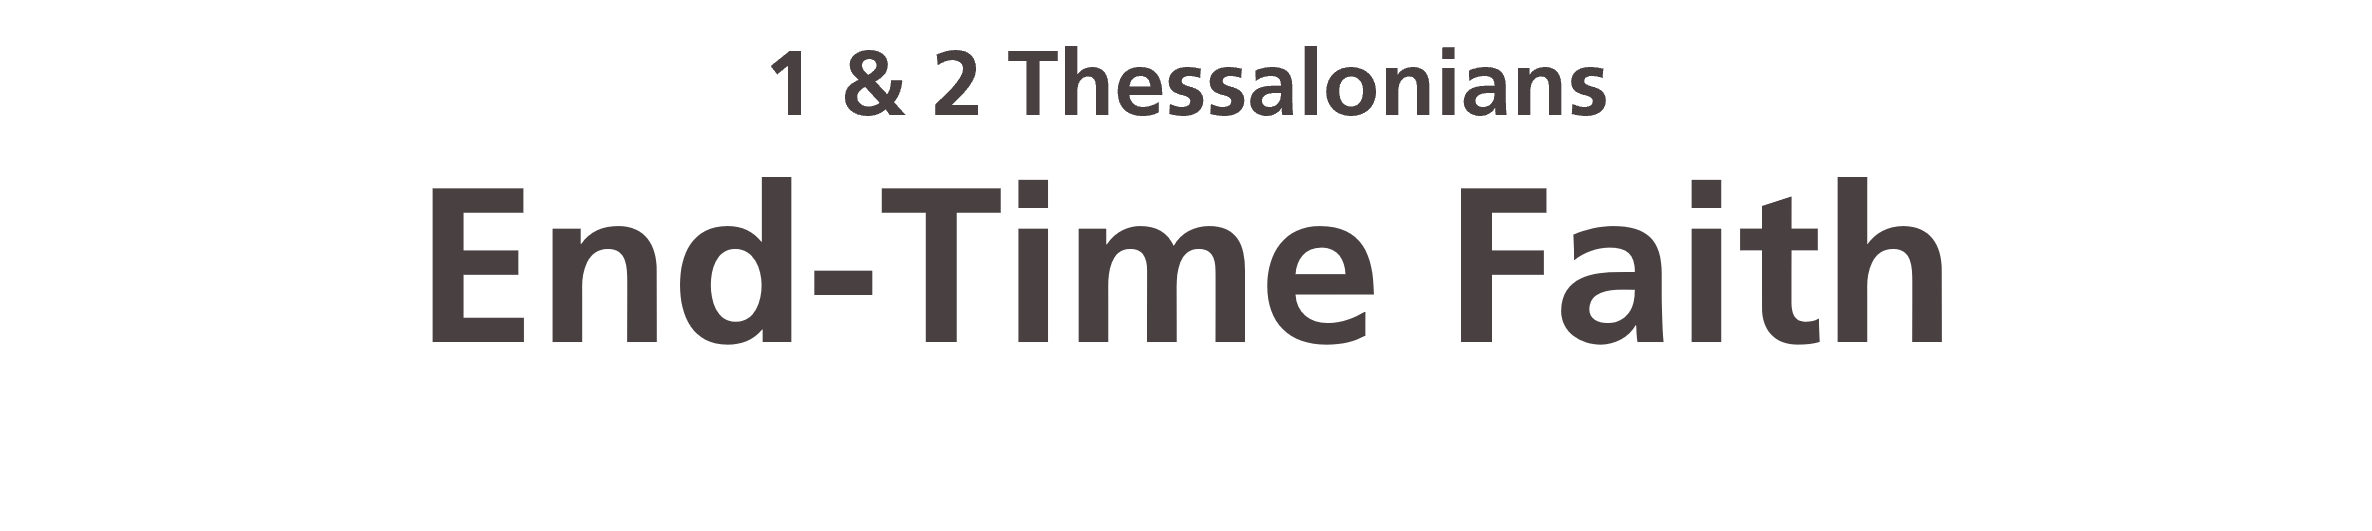 1 & 2 Thessalonians
End-Time Faith